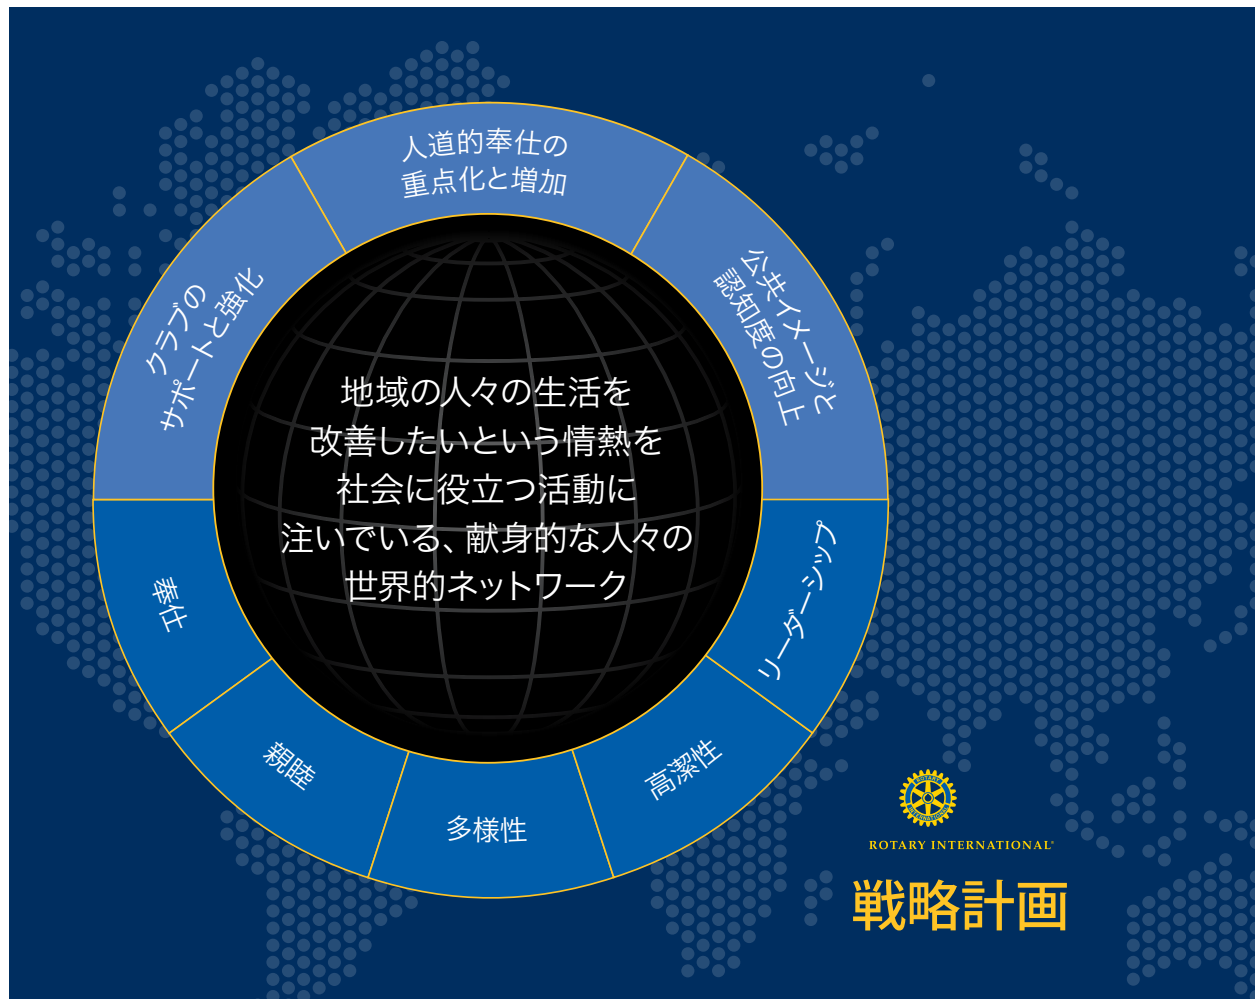 人道的奉仕の
重点化と増加
クラブの
サポートと強化
公共イメージと
認知度の向上
地域の人々の生活を
改善したいという情熱を
社会に役立つ活動に
注いでいる、献身的な人々の
世界的ネットワーク
奉仕
親睦
多様性
高潔性
リーダーシップ
ROTARY
INTERNATIONAL
ROTARY INTERNATIONAL®
戦略計画